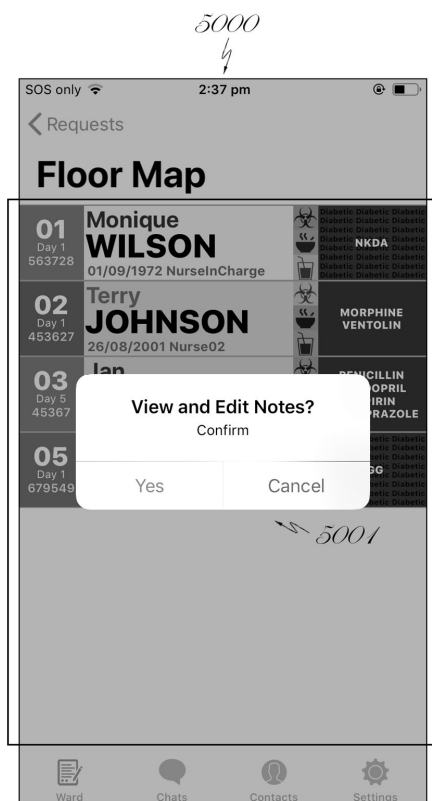 5000
SOS only 2:37 pm
Requests
Floor Map
01
Day 1
563728
Monique
WILSON
01/09/1972 NurseInCharge
Diabetic Diabetic Diabetic
NKDA
02
Day 1
453627
Terry
JOHNSON
26/08/2001 Nurse02
MORPHINE
VENTOLIN
03
Day 5
45367
05
Day 1
679549
View and Edit Notes?
Confirm
Yes
Cancel
5001
Ward
Chats
Contacts
Settings